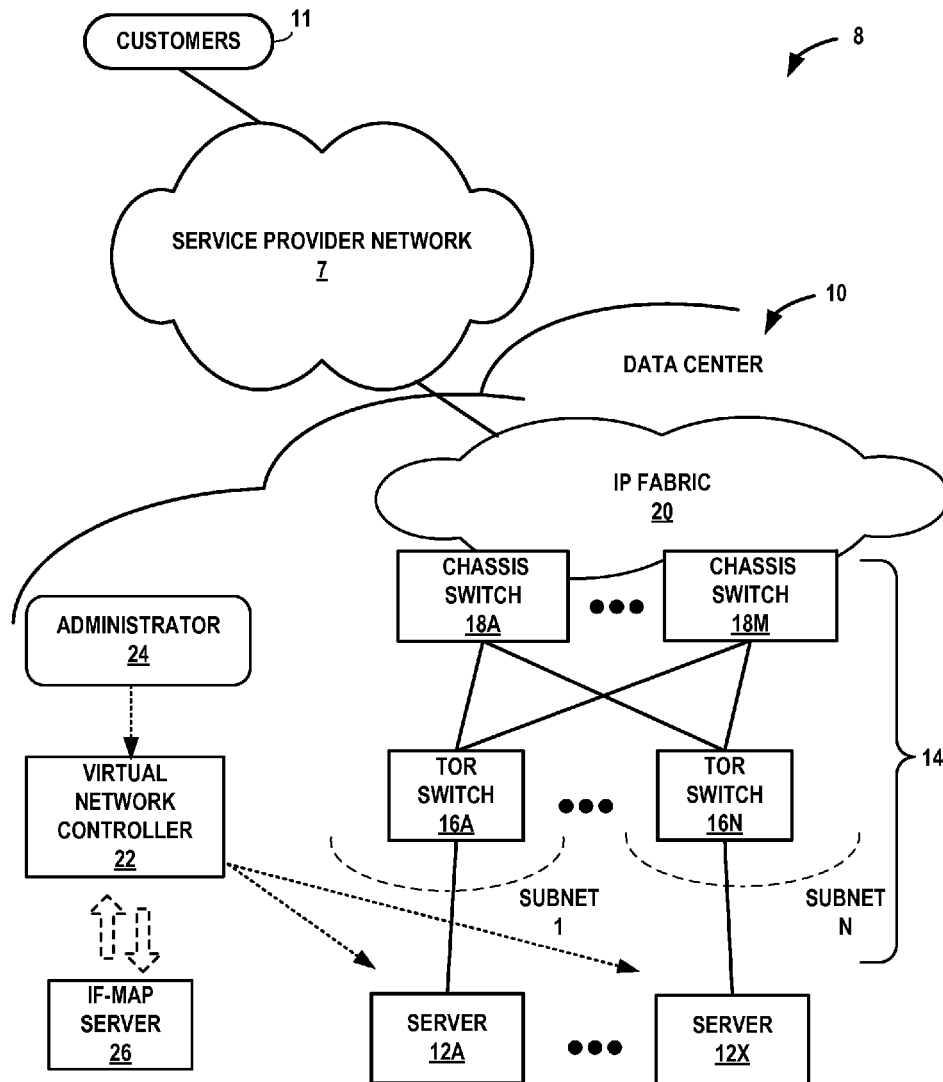 CUSTOMERS
11
8
SERVICE PROVIDER NETWORK
7
10
DATA CENTER
IP FABRIC
20
CHASSIS
SWITCH
18A
CHASSIS
SWITCH
18M
ADMINISTRATOR
24
VIRTUAL
NETWORK
CONTROLLER
22
TOR
SWITCH
16A
TOR
SWITCH
16N
14
SUBNET
1
SUBNET
N
IF-MAP
SERVER
26
SERVER
12A
SERVER
12X